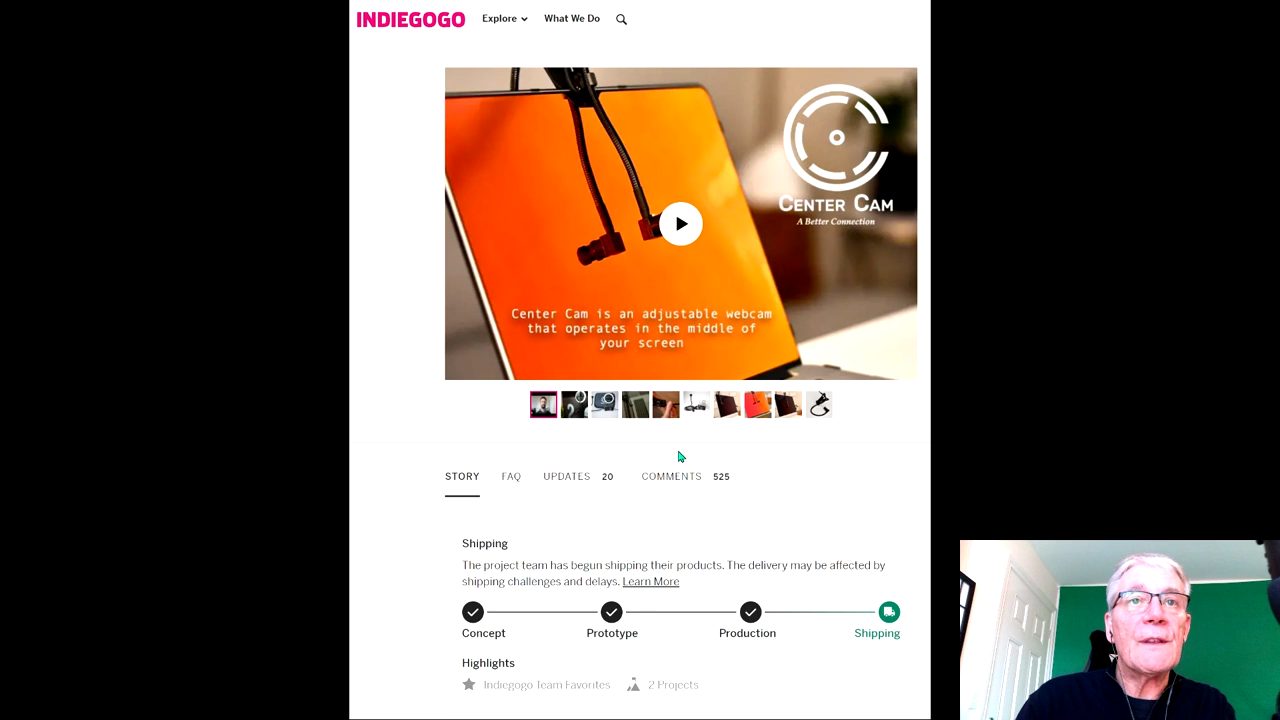 INDIEGOGO Explore What We Do
CENTER CAM
A Better Connection
Center Cam is an adjustable webcam
that operates in the middle of
your screen
STORY FAQ UPDATES 20 COMMENTS 525
Shipping
The project team has begun shipping their products. The delivery may be affected by
shipping challenges and delays. Learn More
Concept Prototype Production Shipping
Highlights
Indiegogo Team Favorites 2 Projects